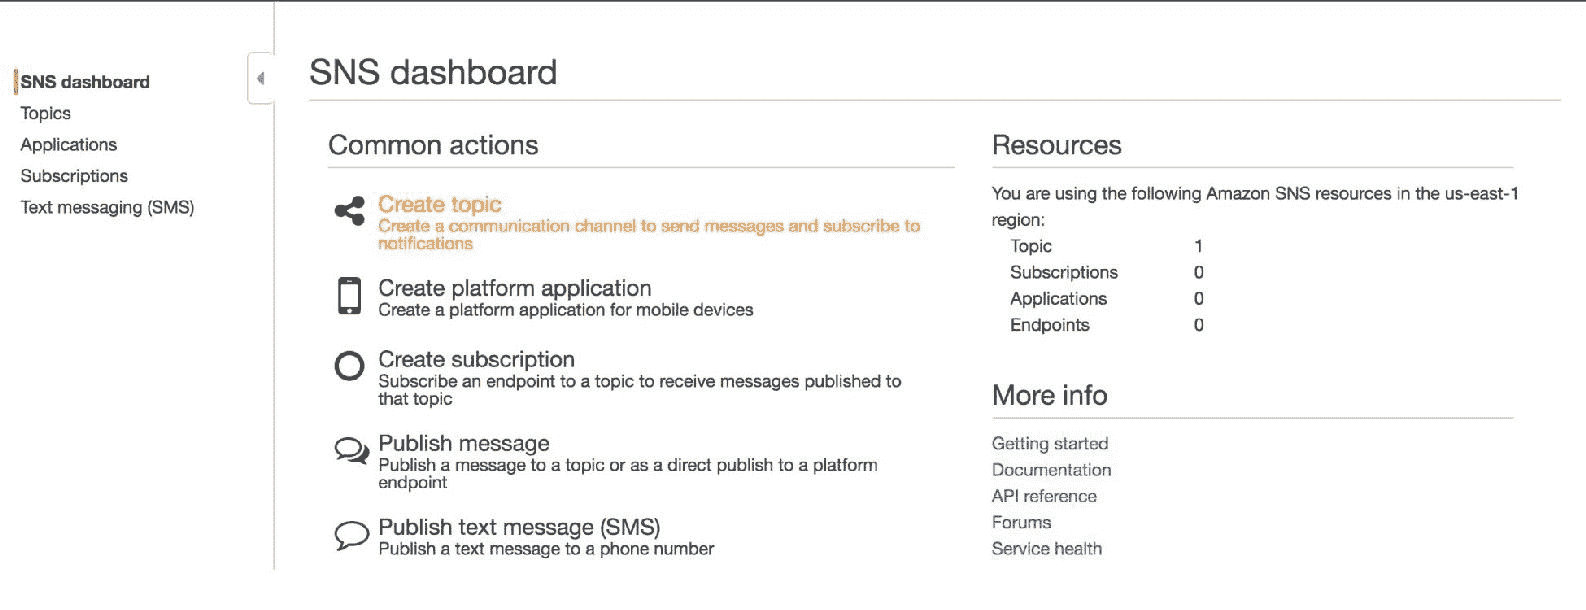 SNS dashboard
Topics
Applications
Subscriptions
Text messaging (SMS)
SNS dashboard
Common actions
Create topic
Create a communication channel to send messages and subscribe to
notifications
Create platform application
Create a platform application for mobile devices
Create subscription
Subscribe an endpoint to a topic to receive messages published to
that topic
Publish message
Publish a message to a topic or as a direct publish to a platform
endpoint
Publish text message (SMS)
Publish a text message to a phone number
Resources
You are using the following Amazon SNS resources in the us-east-1
region:
Topic 1
Subscriptions 0
Applications 0
Endpoints 0
More info
Getting started
Documentation
API reference
Forums
Service health